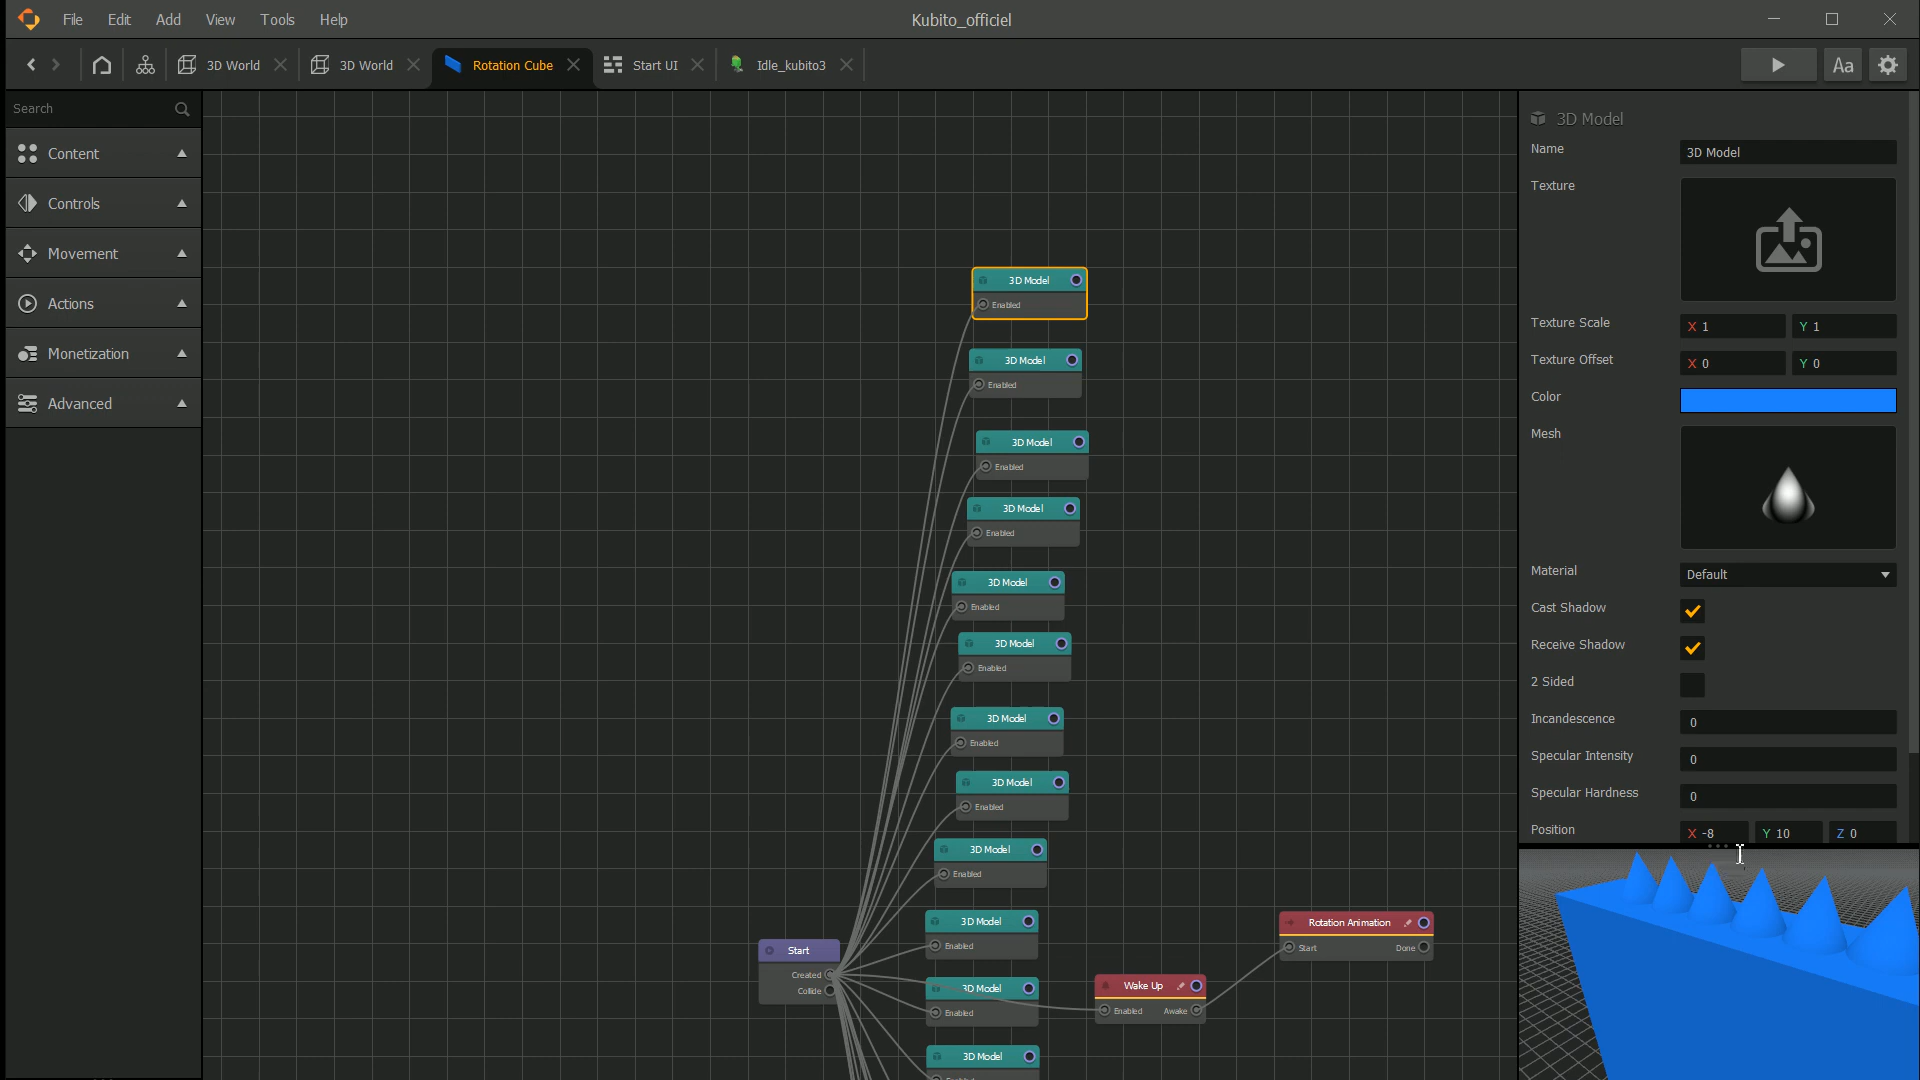 File Edit Add View Tools Help
Kubito_officiel
3D World
3D World
Rotation Cube
Start UI
Idle_kubito3
Aa
Search
Content
Controls
Movement
Actions
Monetization
Advanced
3D Model
Enabled
3D Model
Enabled
3D Model
Enabled
3D Model
Enabled
3D Model
Enabled
3D Model
Enabled
3D Model
Enabled
3D Model
Enabled
3D Model
Enabled
3D Model
Enabled
Start
Created
Collide
3D Model
Enabled
3D Model
Wake Up
Enabled Awake
Rotation Animation
Start Done
3D Model
Name 3D Model
Texture
Texture Scale X 1 Y 1
Texture Offset X 0 Y 0
Color
Mesh
Material Default
Cast Shadow
Receive Shadow
2 Sided
Incandescence 0
Specular Intensity 0
Specular Hardness 0
Position X -8 Y 10 Z 0